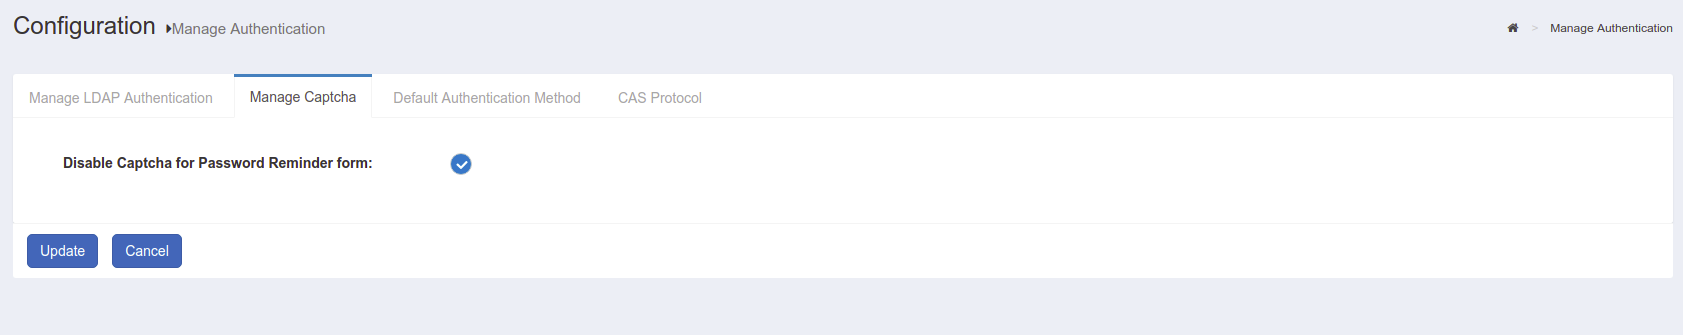 Configuration Manage Authentication
> Manage Authentication
Manage LDAP Authentication Manage Captcha Default Authentication Method CAS Protocol
Disable Captcha for Password Reminder form:
Update Cancel